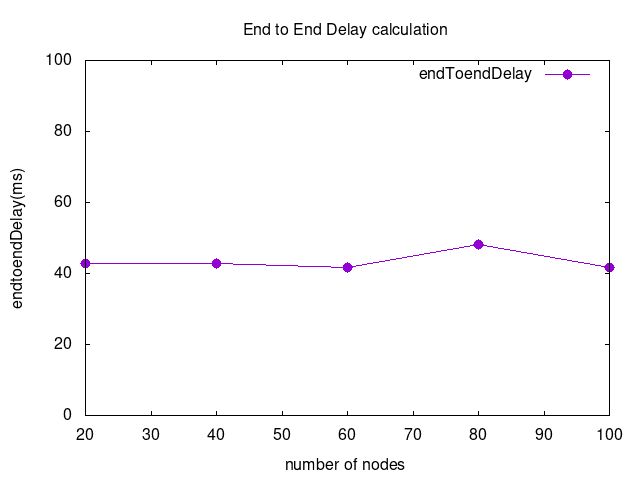 End to End Delay calculation
endToendDelay
100
80
60
40
20
0
endtoendDelay(ms)
20 30 40 50 60 70 80 90 100
number of nodes